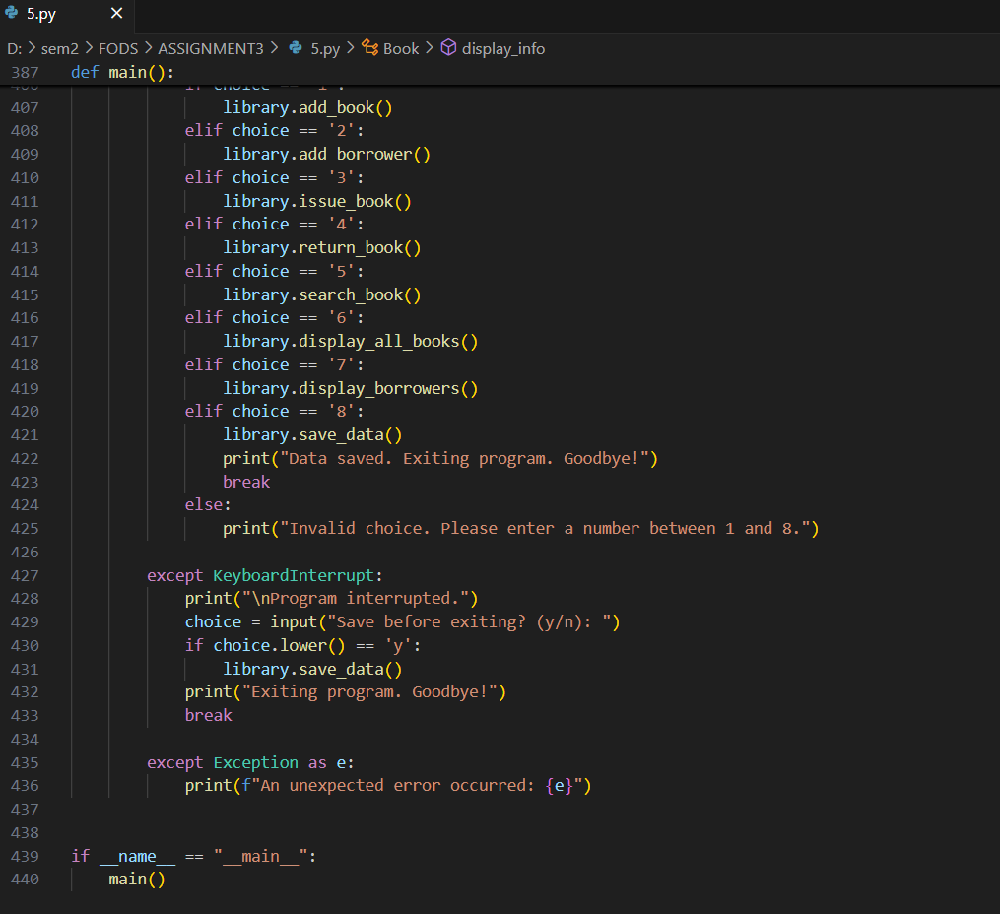 5.py
D: > sem2 > FODS > ASSIGNMENT3 > 5.py > Book > display_info
387 def main():
407 library.add_book()
408 elif choice == '2':
409 library.add_borrower()
410 elif choice == '3':
411 library.issue_book()
412 elif choice == '4':
413 library.return_book()
414 elif choice == '5':
415 library.search_book()
416 elif choice == '6':
417 library.display_all_books()
418 elif choice == '7':
419 library.display_borrowers()
420 elif choice == '8':
421 library.save_data()
422 print("Data saved. Exiting program. Goodbye!")
423 break
424 else:
425 print("Invalid choice. Please enter a number between 1 and 8.")
426
427 except KeyboardInterrupt:
428 print("\nProgram interrupted.")
429 choice = input("Save before exiting? (y/n): ")
430 if choice.lower() == 'y':
431 library.save_data()
432 print("Exiting program. Goodbye!")
433 break
434
435 except Exception as e:
436 print(f"An unexpected error occurred: {e}")
437
438
439 if __name__ == "__main__":
440 main()